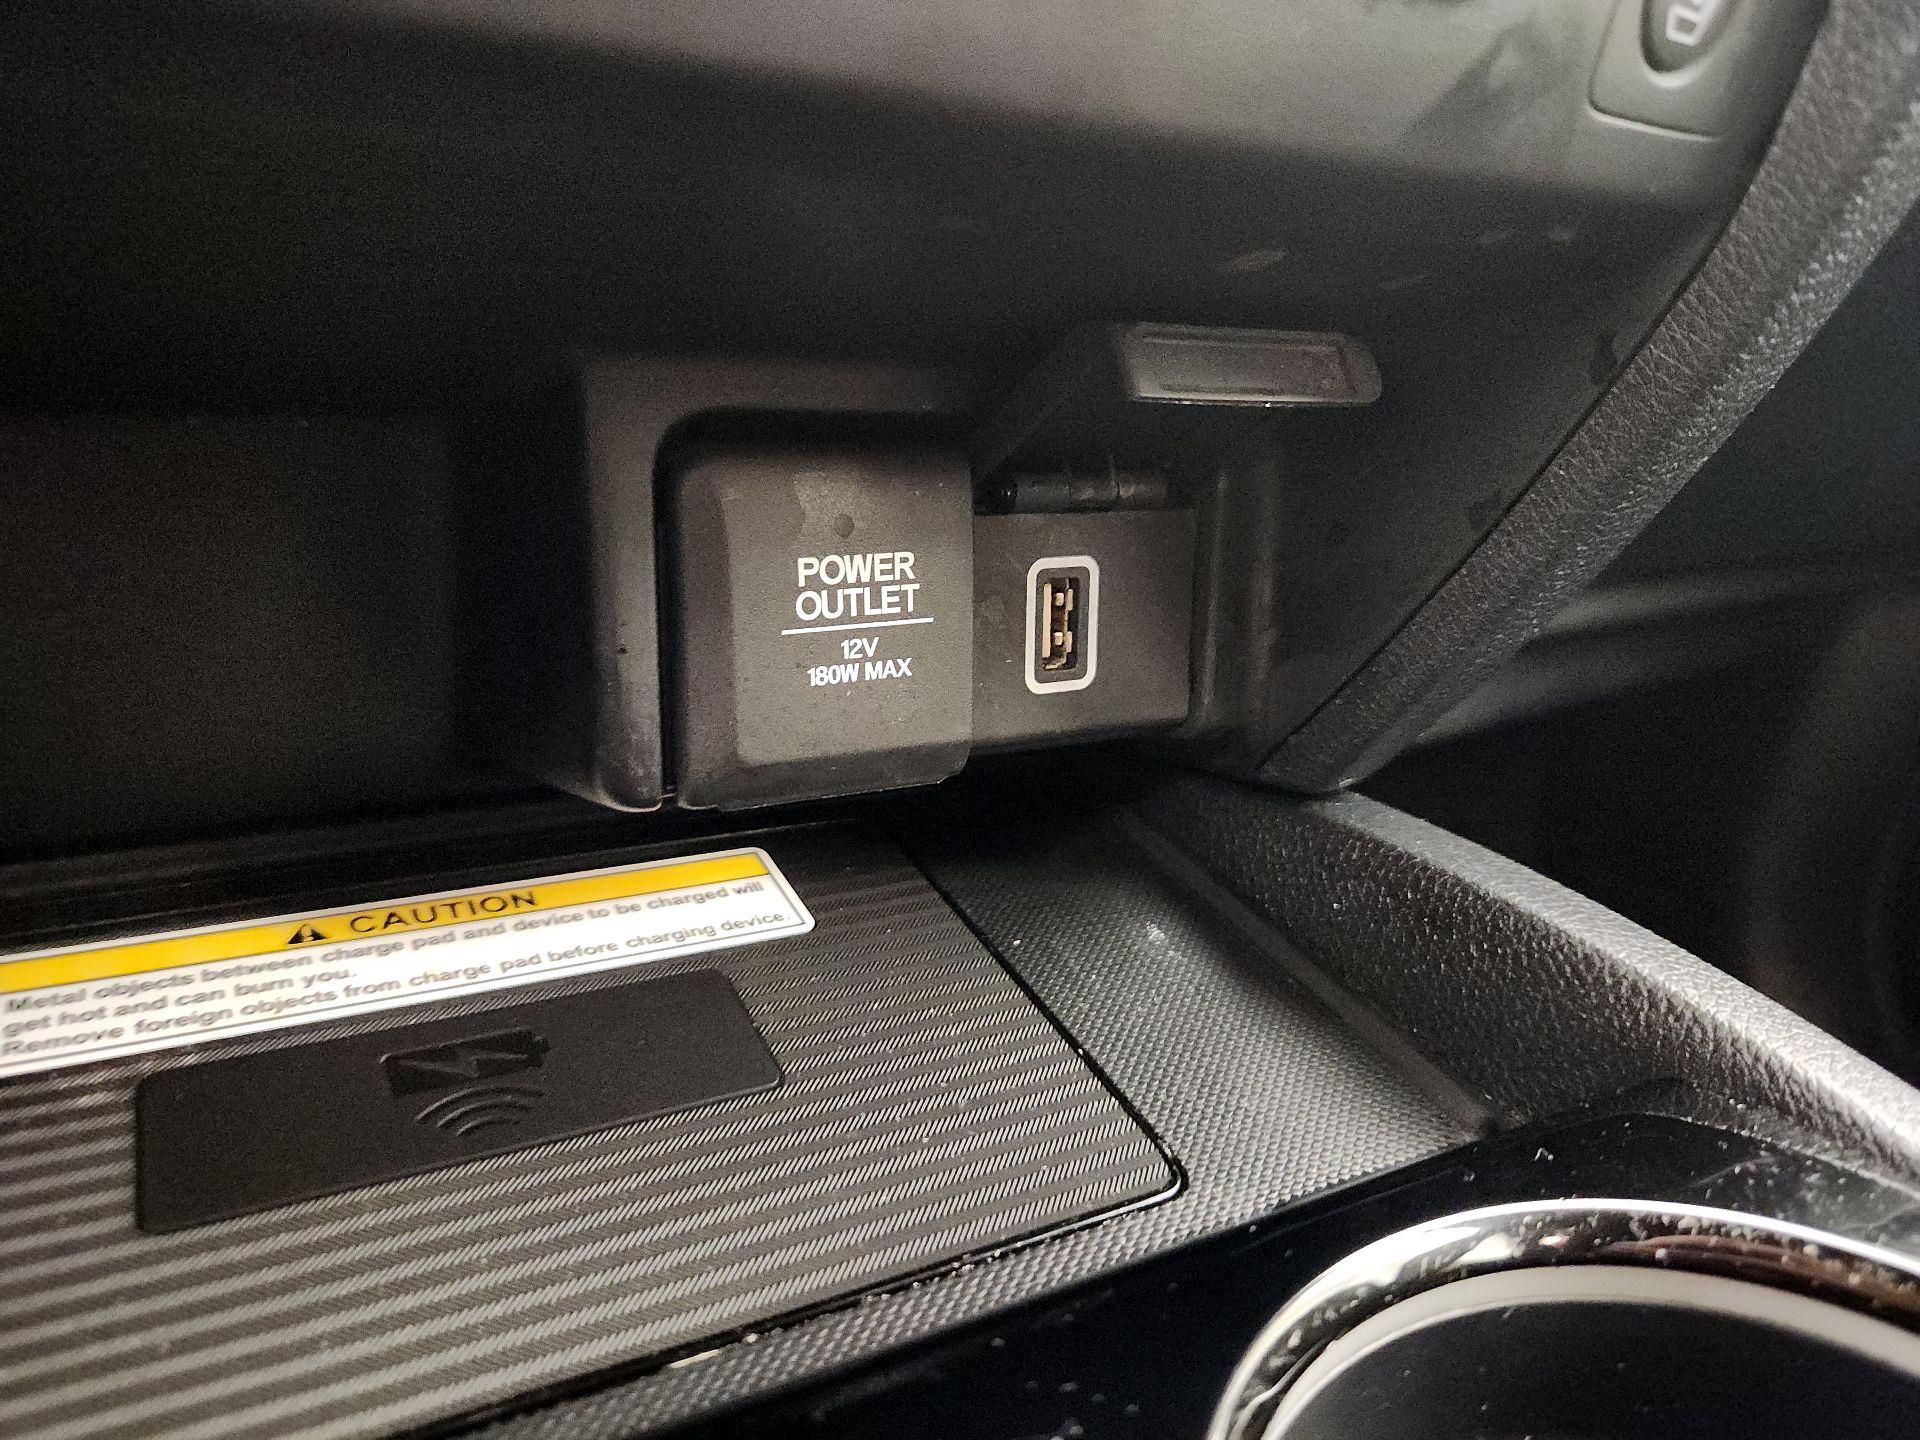 POWER
OUTLET
12V
180W MAX
CAUTION
Metal objects between charge pad and device to be charged will
get hot and can burn you.
Remove foreign objects from charge pad before charging device.